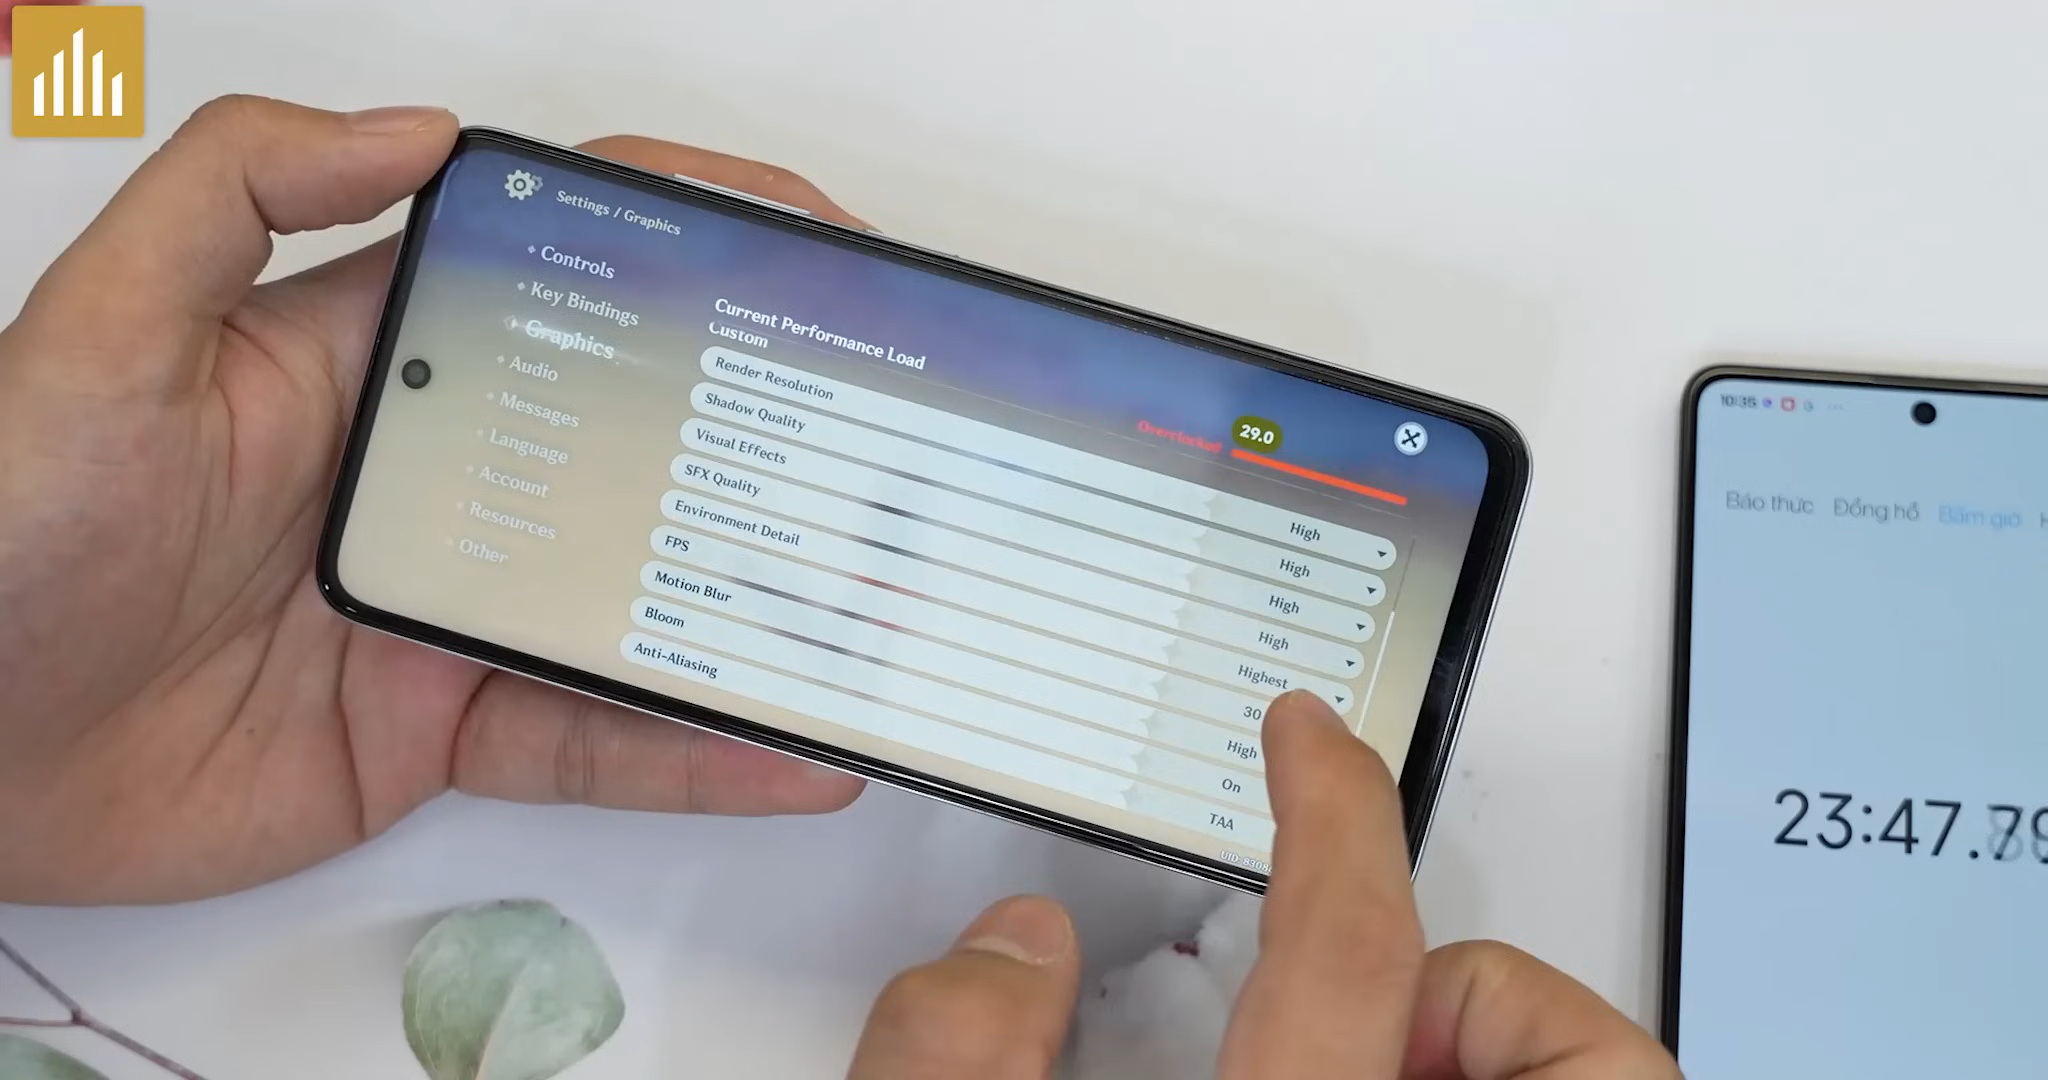 Settings / Graphics
Controls
Key Bindings
Graphics
Audio
Messages
Language
Account
Resources
Other
Current Performance Load
Overclocked
29.0
Custom
Render Resolution
High
Shadow Quality
High
Visual Effects
High
SFX Quality
High
Environment Detail
Highest
FPS
30
Motion Blur
High
Bloom
On
Anti-Aliasing
TAA
10:35
Báo thức Đồng hồ Bấm giờ
23:47.